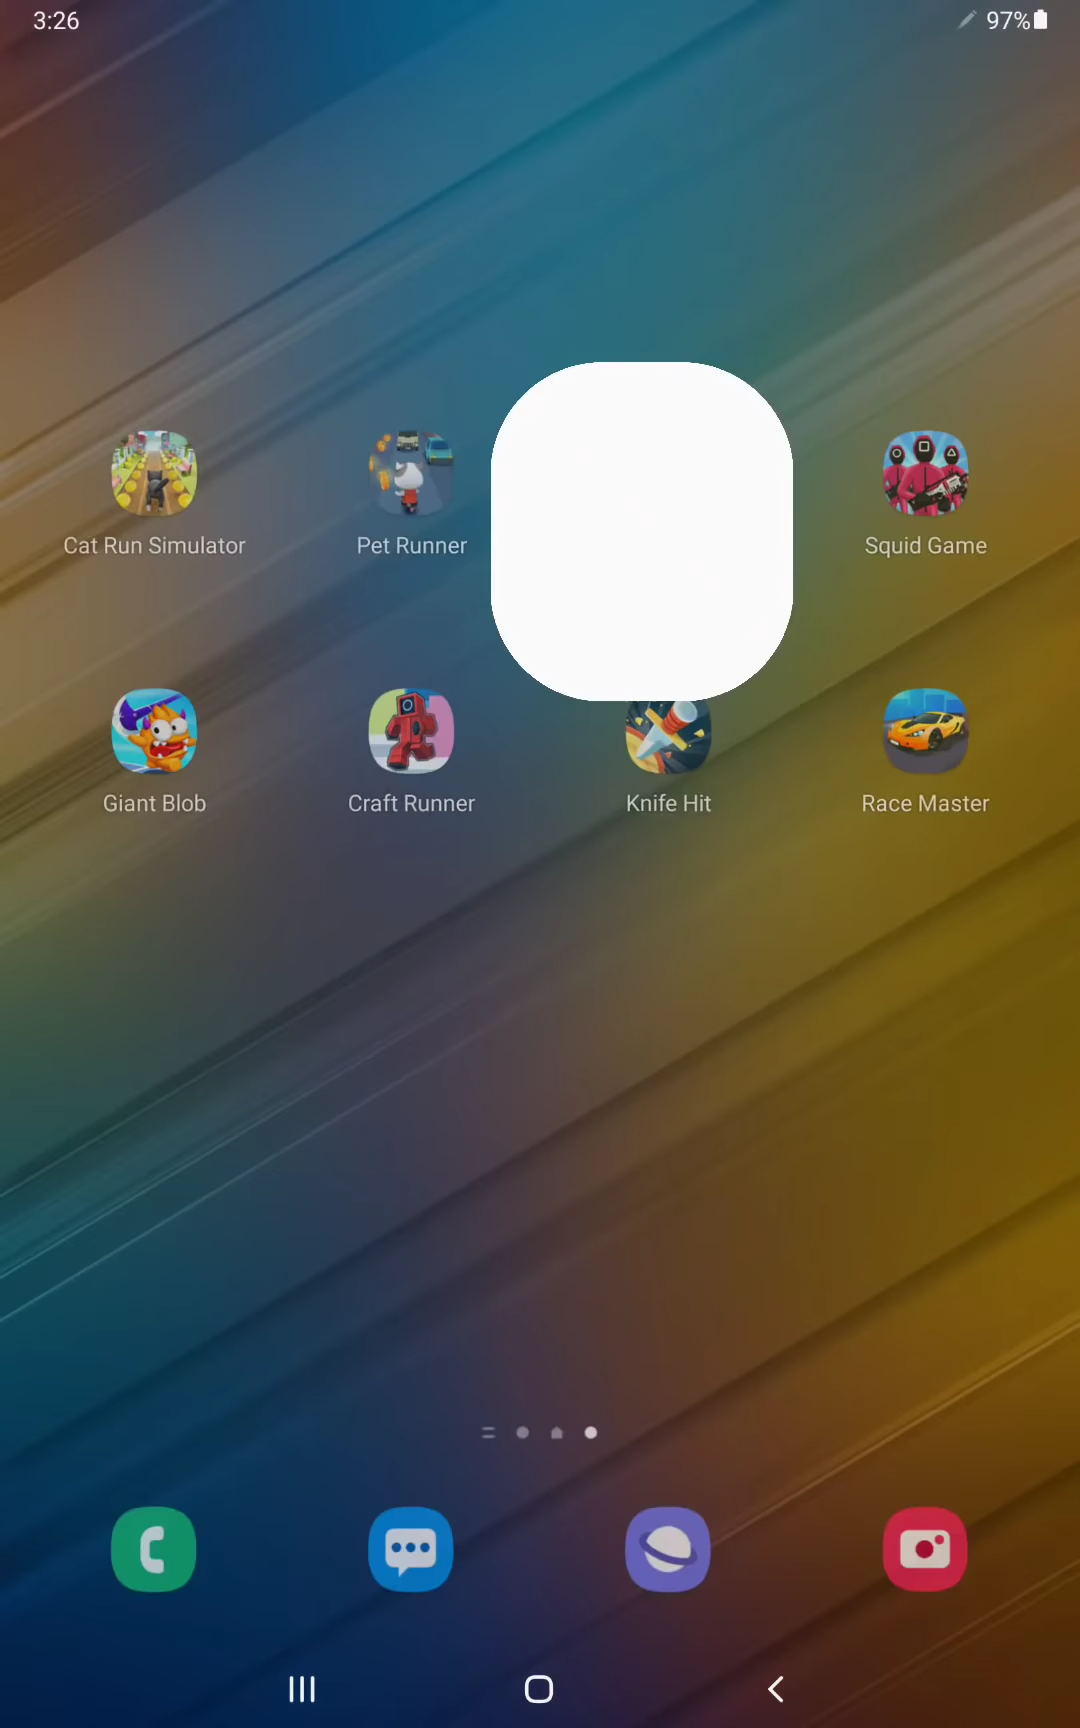 3:26
97%
Cat Run Simulator
Pet Runner
Squid Game
Giant Blob
Craft Runner
Knife Hit
Race Master